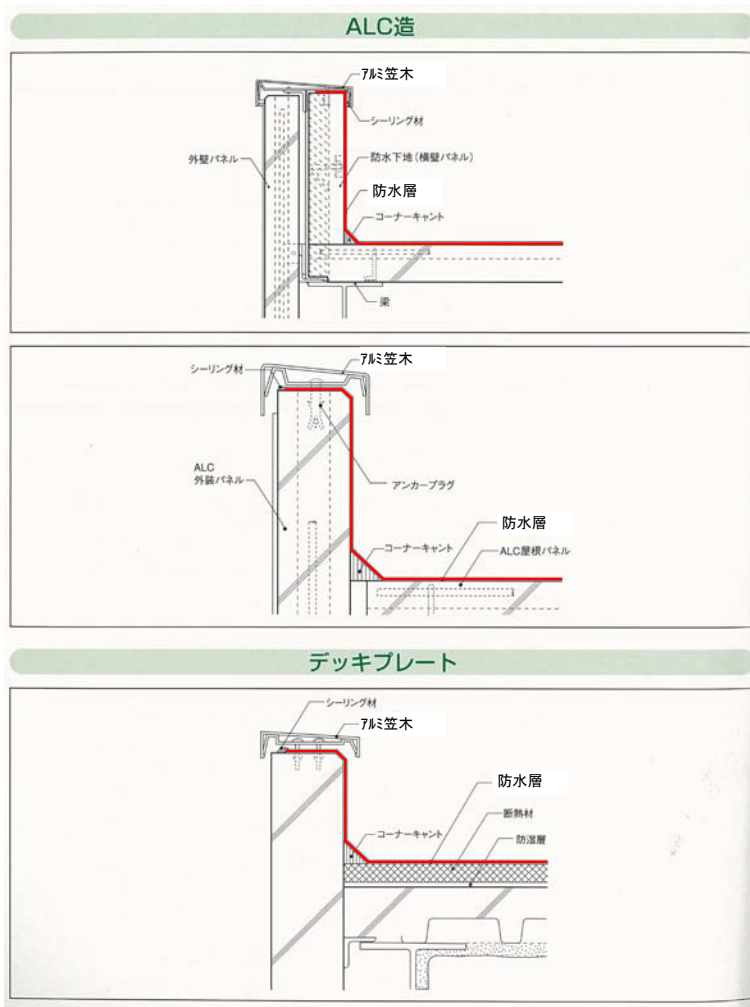 ALC造
アルミ笠木
シーリング材
外壁パネル
防水下地(横壁パネル)
防水層
コーナーキャント
梁
シーリング材
アルミ笠木
ALC
外装パネル
アンカープラグ
防水層
コーナーキャント
ALC屋根パネル
デッキプレート
シーリング材
アルミ笠木
防水層
断熱材
コーナーキャント
防湿層